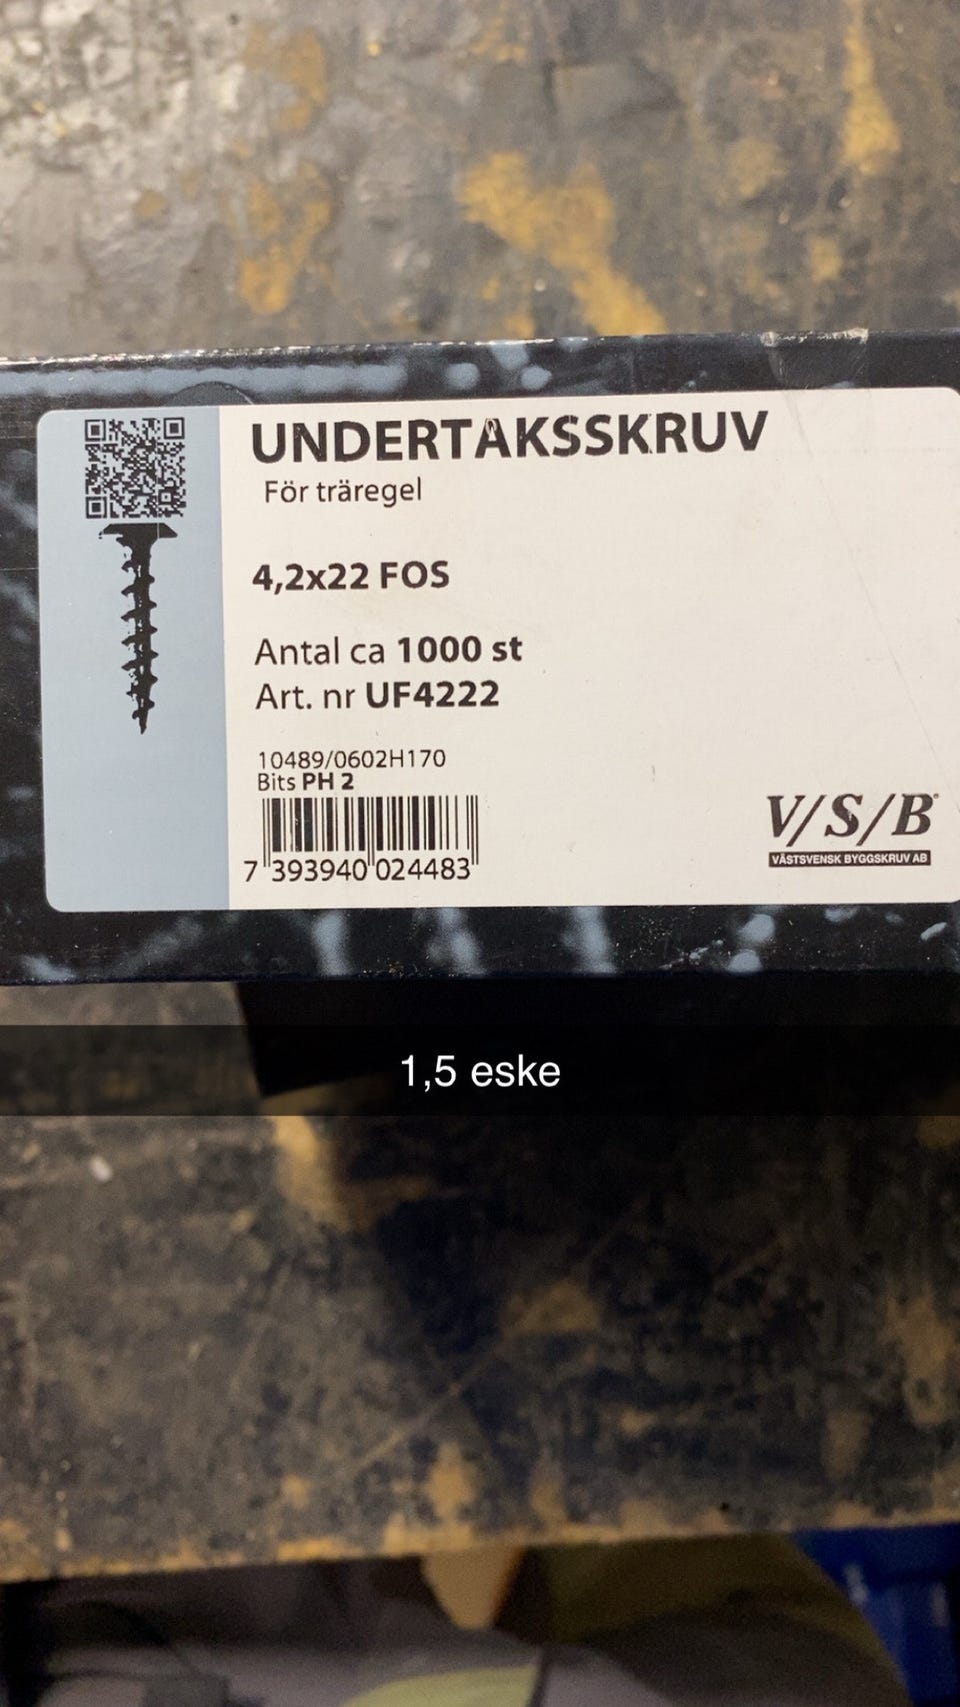 UNDERTAKSSKRUV
För träregel
4,2x22 FOS
Antal ca 1000 st
Art. nr UF4222
10489/0602H170
Bits PH 2
7 393940 024483
V/S/B®
VÄSTSVENSK BYGGSKRUV AB
1,5 eske